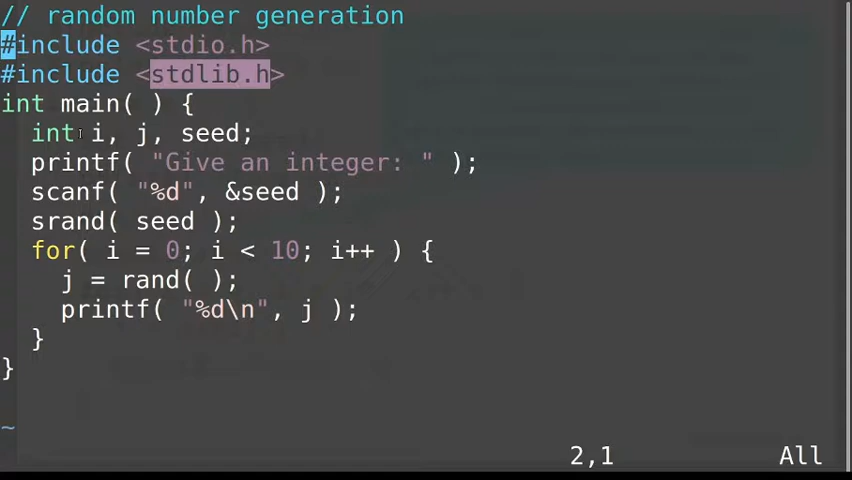 // random number generation
#include <stdio.h>
#include <stdlib.h>
int main( ) {
  int i, j, seed;
  printf( "Give an integer: " );
  scanf( "%d", &seed );
  srand( seed );
  for( i = 0; i < 10; i++ ) {
    j = rand( );
    printf( "%d\n", j );
  }
}
~
2,1 All